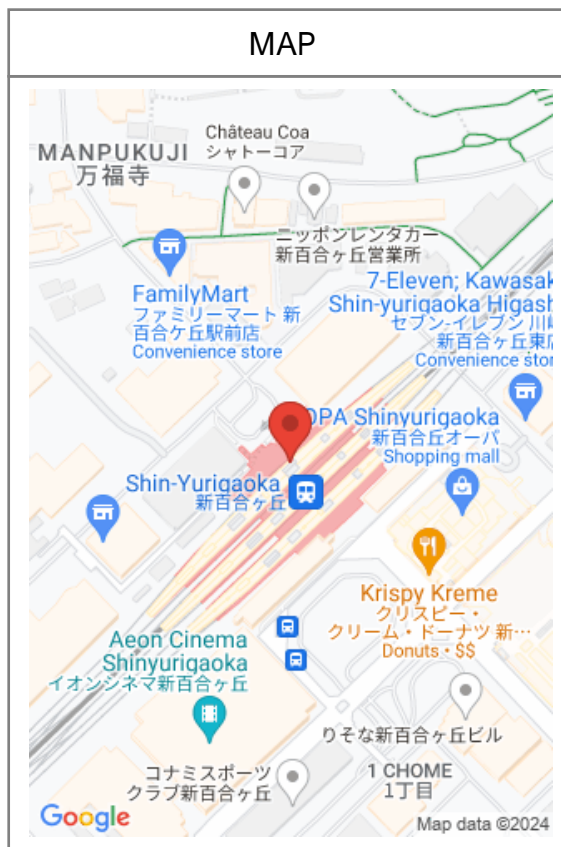 MAP
Château Coa
シャトーコア
MANPUKUJI
万福寺
ニッポンレンタカー
新百合ヶ丘営業所
FamilyMart
ファミリーマート 新
百合ケ丘駅前店
Convenience store
7-Eleven; Kawasak
Shin-yurigaoka Higash
セブン-イレブン 川崎
新百合ヶ丘東店
Convenience stor
OPA Shinyurigaoka
新百合丘オーパ
Shopping mall
Shin-Yurigaoka
新百合ヶ丘
Krispy Kreme
クリスピー・
クリーム・ドーナツ 新…
Donuts • $$
Aeon Cinema
Shinyurigaoka
イオンシネマ新百合ヶ丘
りそな新百合ヶ丘ビル
コナミスポーツ
クラブ新百合ヶ丘
1 CHOME
1丁目
Google
Map data ©2024